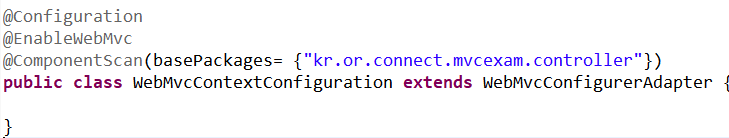 @Configuration
@EnableWebMvc
@ComponentScan(basePackages= {"kr.or.connect.mvcexam.controller"})
public class WebMvcContextConfiguration extends WebMvcConfigurerAdapter {
}